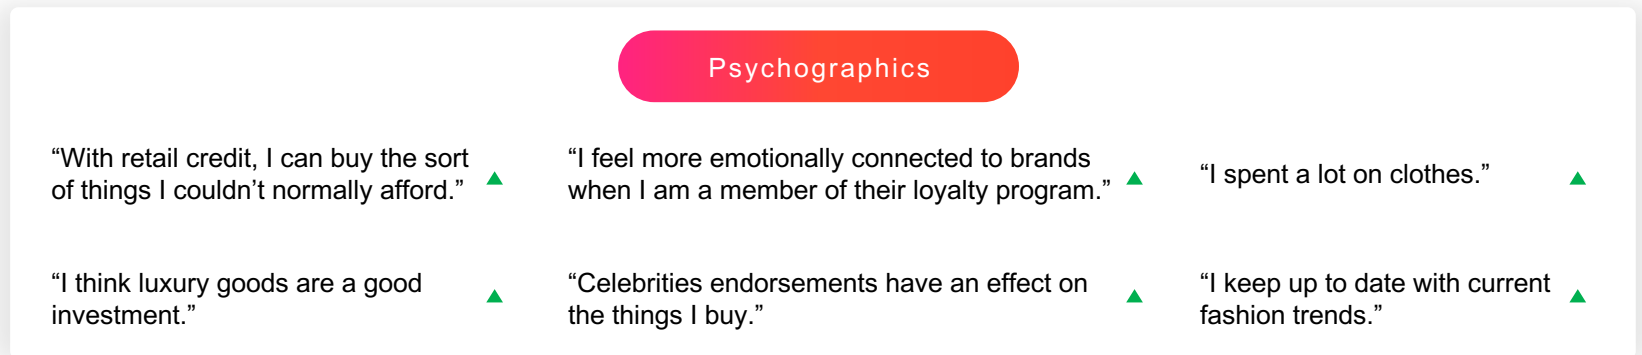 Psychographics
“With retail credit, I can buy the sort
of things I couldn’t normally afford.”
“I feel more emotionally connected to brands
when I am a member of their loyalty program.”
“I spent a lot on clothes.”
“I think luxury goods are a good
investment.”
“Celebrities endorsements have an effect on
the things I buy.”
“I keep up to date with current
fashion trends.”